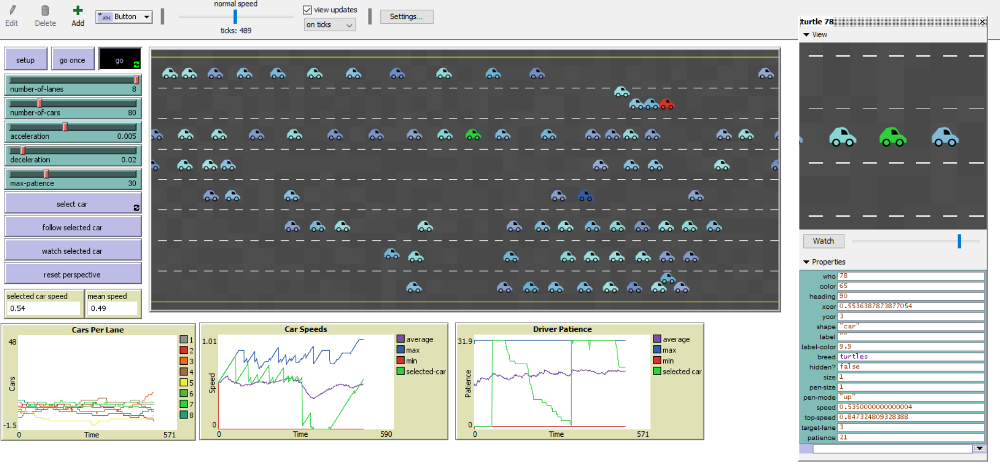 normal speed
view updates
Edit
Delete
Add
abc Button
on ticks
Settings...
ticks: 489
turtle 78
View
setup
go once
go
number-of-lanes 8
number-of-cars 80
acceleration 0.005
deceleration 0.02
max-patience 30
select car
follow selected car
watch selected car
reset perspective
selected car speed
0.54
mean speed
0.49
Watch
Properties
who 78
color 65
heading 90
xcor 0.5536387873877054
ycor 3
shape "car"
label ""
label-color 9.9
breed turtles
hidden? false
size 1
pen-size 1
pen-mode "up"
speed 0.5350000000000004
top-speed 0.847324809328388
target-lane 3
patience 21
Cars Per Lane
48
Cars
-1.5
0
Time
571
1
2
3
4
5
6
7
8
Car Speeds
1.01
Speed
0
0
Time
590
average
max
min
selected-car
Driver Patience
31.9
Patience
0
0
Time
571
average
max
min
selected car